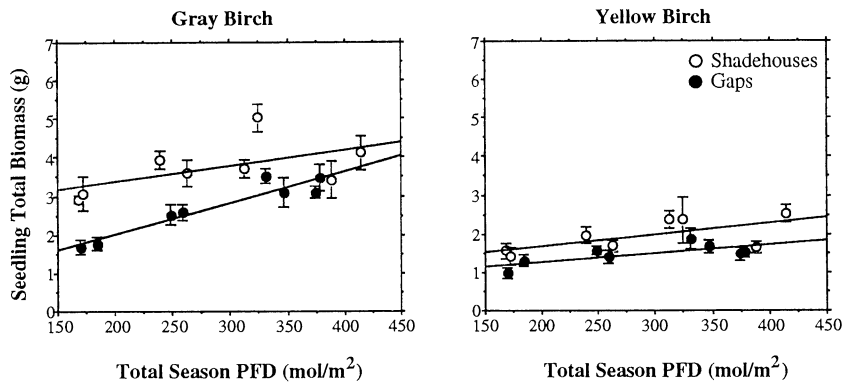 Gray Birch
Seedling Total Biomass (g)
7
6
5
4
3
2
1
0
150 200 250 300 350 400 450
Total Season PFD (mol/m²)
Yellow Birch
Shadehouses
Gaps
7
6
5
4
3
2
1
0
150 200 250 300 350 400 450
Total Season PFD (mol/m²)